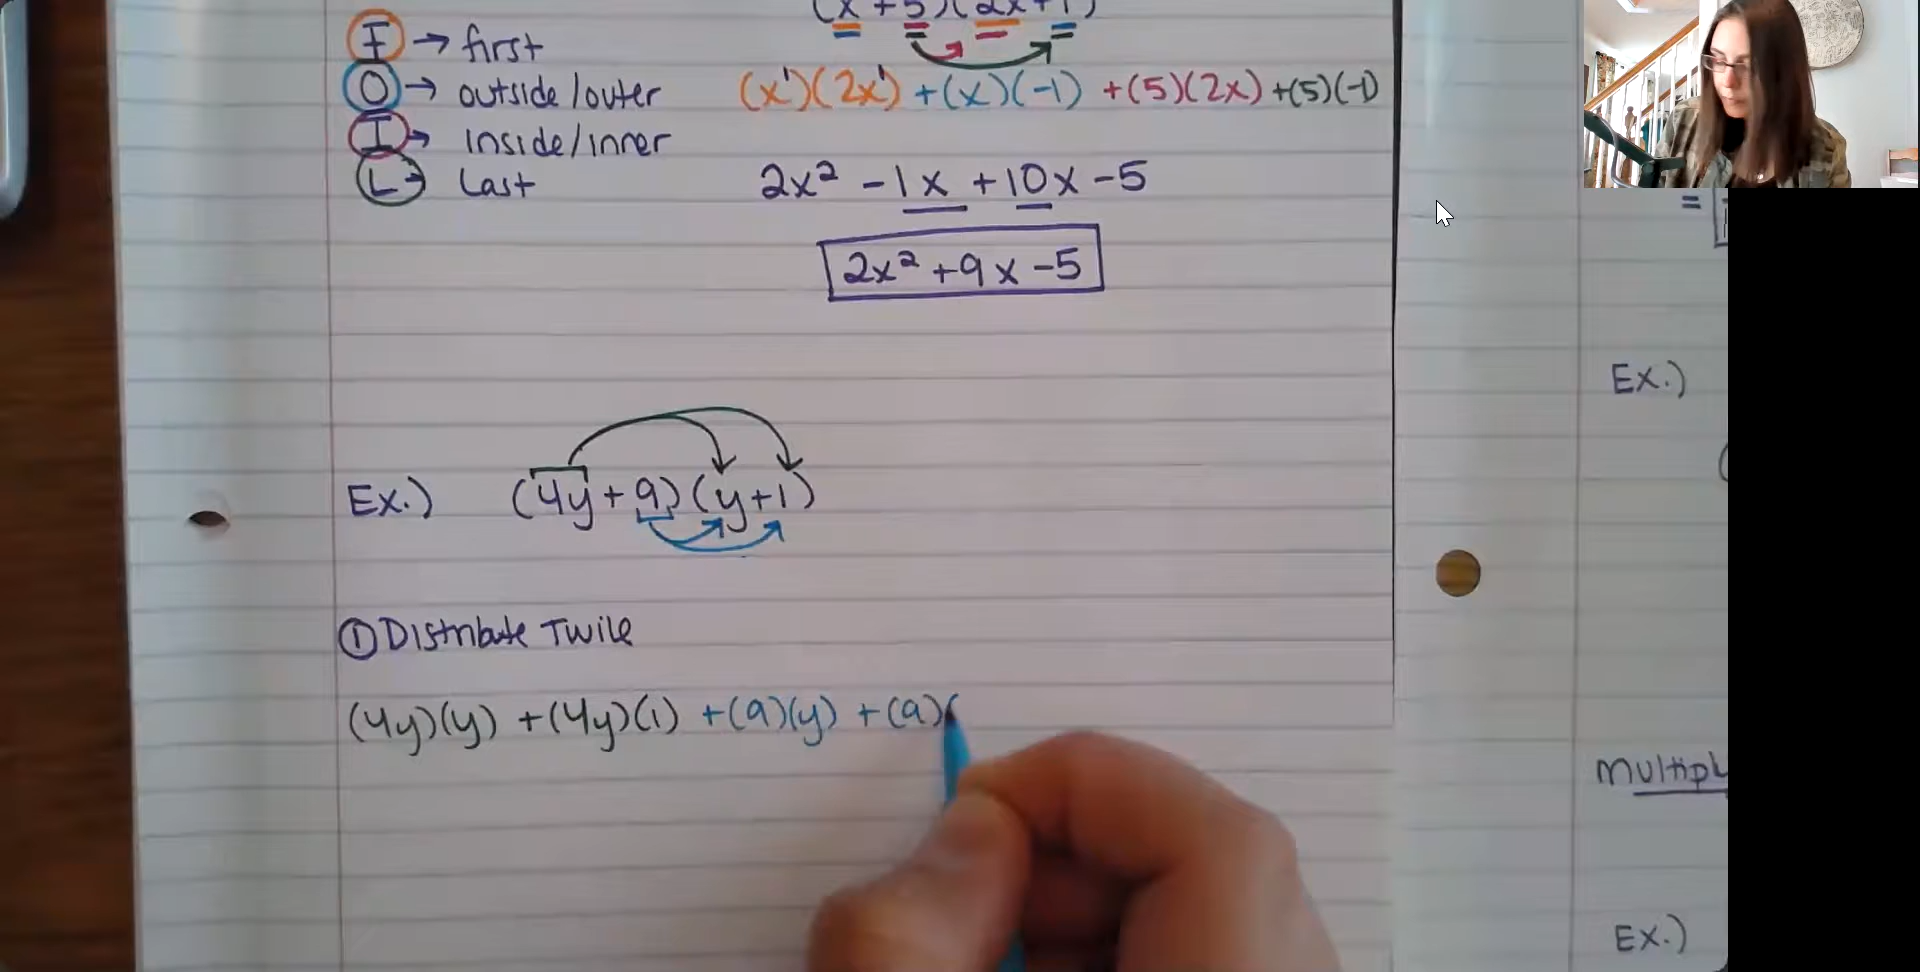 (x+5)(2x+1)
F → first
O → outside/outer
I → inside/inner
L → Last
(x¹)(2x¹) +(x)(-1) +(5)(2x) +(5)(-1)
2x² -1x +10x -5
2x² +9x -5
Ex.) (4y+9)(y+1)
① Distribute Twice
(4y)(y) +(4y)(1) +(9)(y) +(9)(
=
Ex.)
(
Multipl
Ex.)